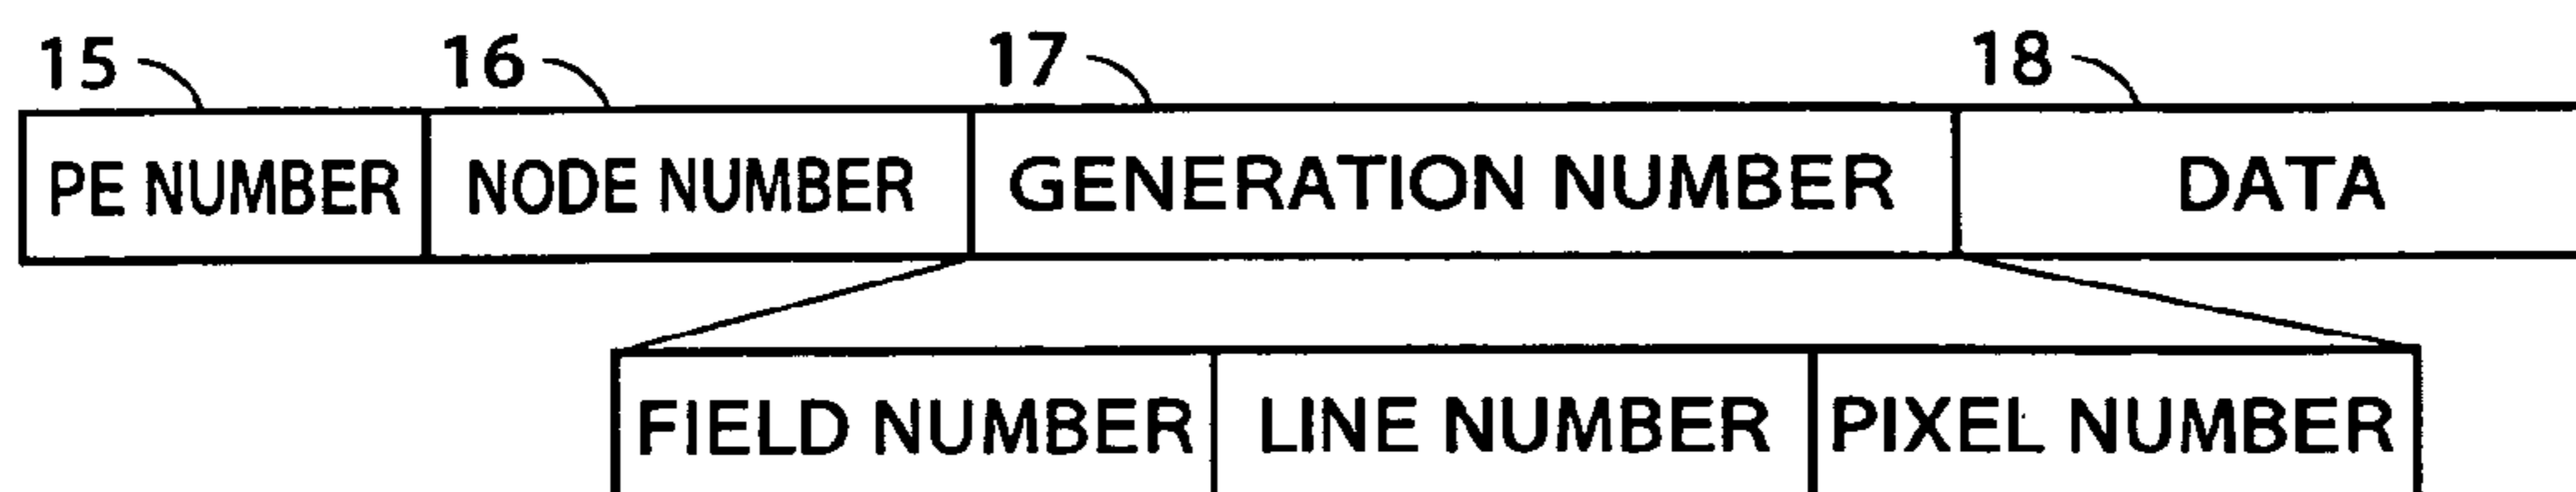 15 16 17 18
PE NUMBER NODE NUMBER GENERATION NUMBER DATA
FIELD NUMBER LINE NUMBER PIXEL NUMBER